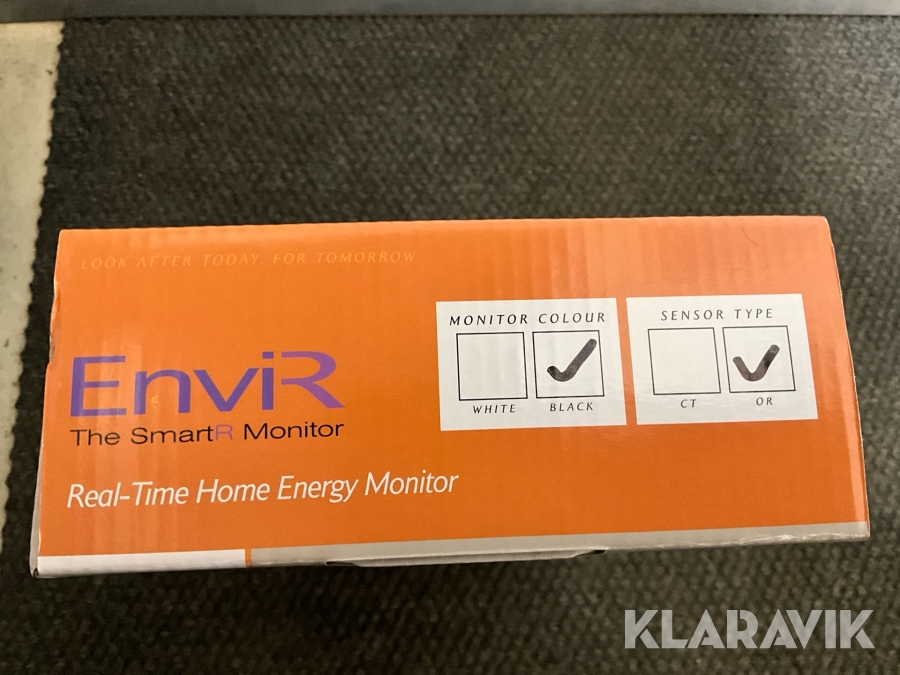 LOOK AFTER TODAY. FOR TOMORROW
EnviR
The SmartR Monitor
Real-Time Home Energy Monitor
MONITOR COLOUR
WHITE BLACK
SENSOR TYPE
CT OR
KLARAVIK